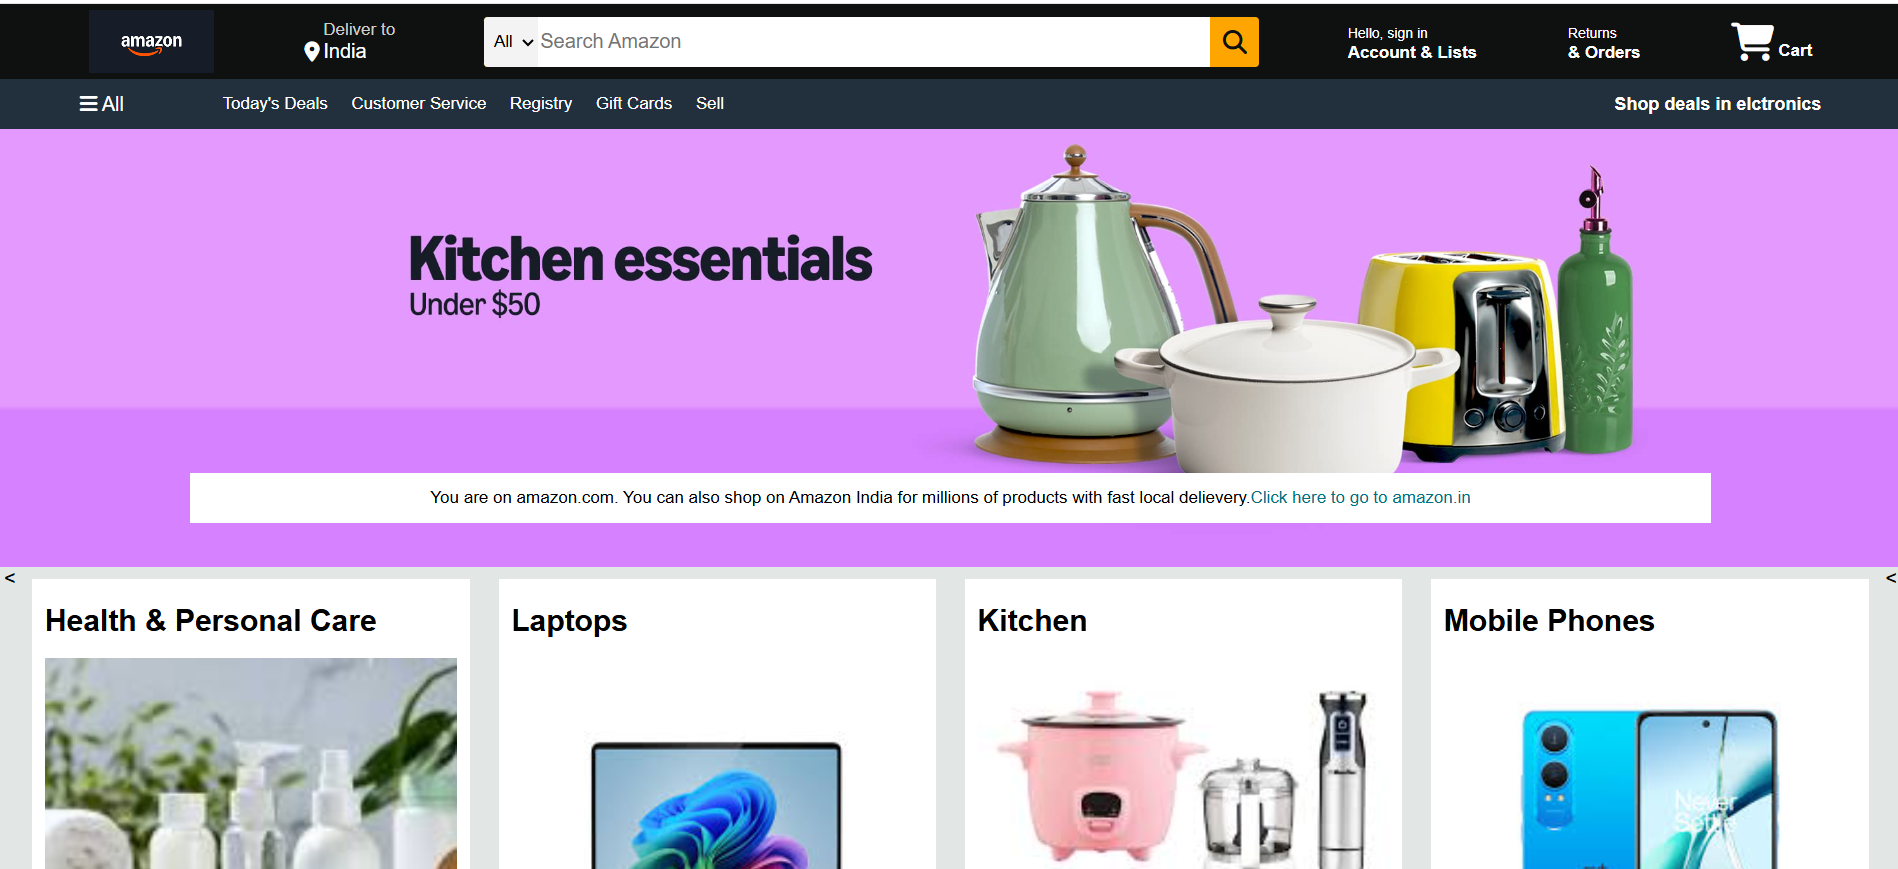 amazon
Deliver to
India
All
Search Amazon
Hello, sign in
Account & Lists
Returns
& Orders
Cart
All
Today's Deals
Customer Service
Registry
Gift Cards
Sell
Shop deals in elctronics
Kitchen essentials
Under $50
You are on amazon.com. You can also shop on Amazon India for millions of products with fast local delievery.Click here to go to amazon.in
<
<
Health & Personal Care
Laptops
Kitchen
Mobile Phones
Never
Settle